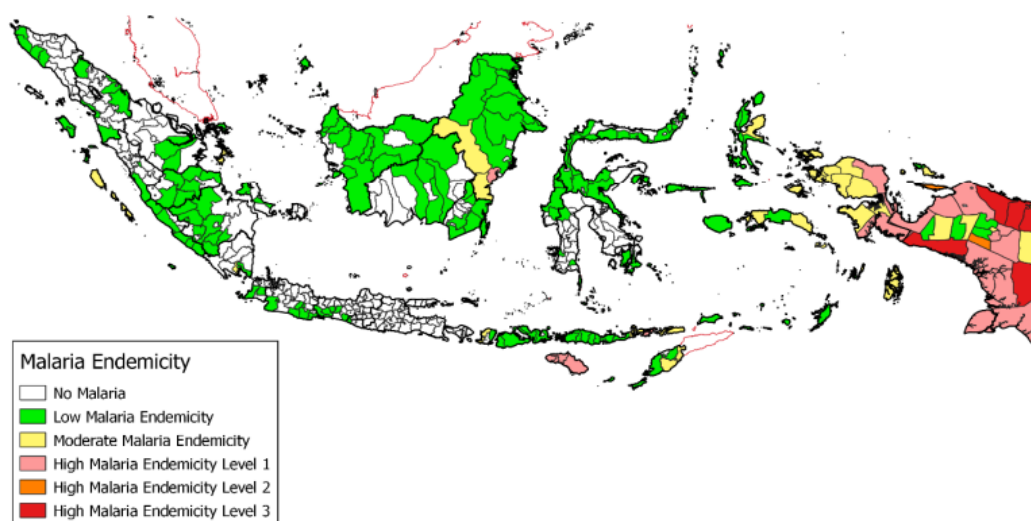 Malaria Endemicity
No Malaria
Low Malaria Endemicity
Moderate Malaria Endemicity
High Malaria Endemicity Level 1
High Malaria Endemicity Level 2
High Malaria Endemicity Level 3